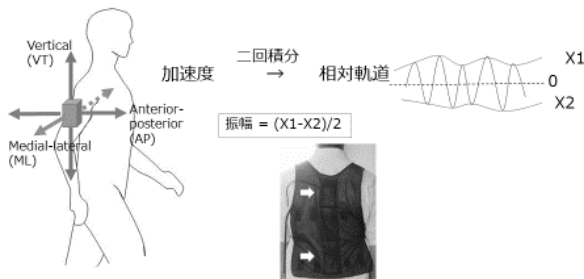 Vertical
(VT)
加速度
二回積分
→
相対軌道
X1
0
X2
Anterior-
posterior
(AP)
Medial-lateral
(ML)
振幅 = (X1-X2)/2